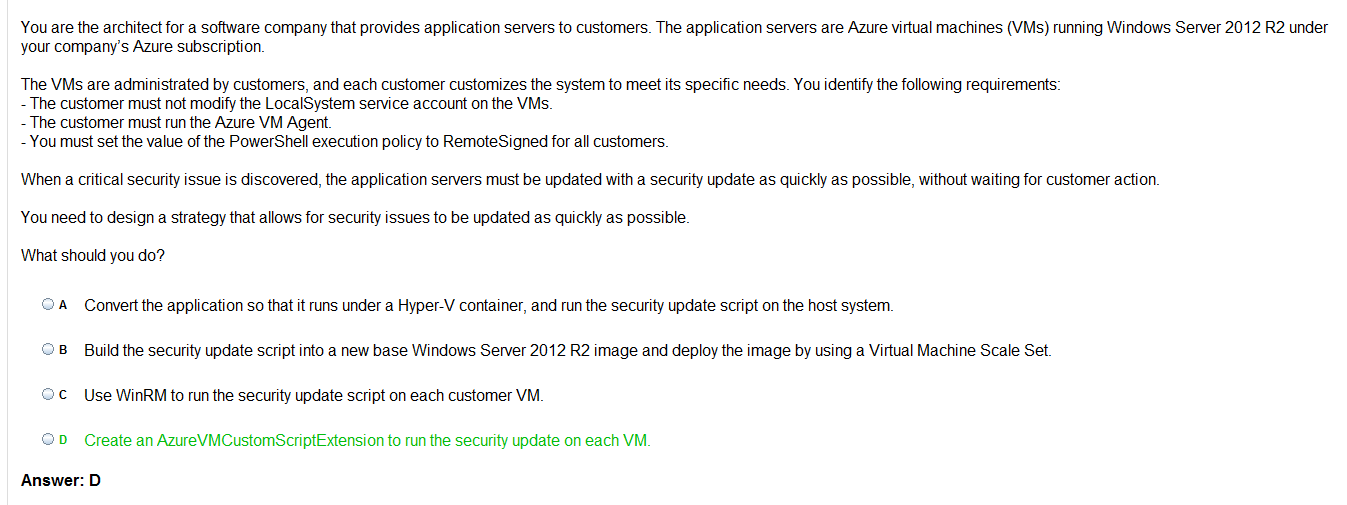 You are the architect for a software company that provides application servers to customers. The application servers are Azure virtual machines (VMs) running Windows Server 2012 R2 under
your company's Azure subscription.
The VMs are administrated by customers, and each customer customizes the system to meet its specific needs. You identify the following requirements:
- The customer must not modify the LocalSystem service account on the VMs.
- The customer must run the Azure VM Agent.
- You must set the value of the PowerShell execution policy to RemoteSigned for all customers.
When a critical security issue is discovered, the application servers must be updated with a security update as quickly as possible, without waiting for customer action.
You need to design a strategy that allows for security issues to be updated as quickly as possible.
What should you do?
A Convert the application so that it runs under a Hyper-V container, and run the security update script on the host system.
B Build the security update script into a new base Windows Server 2012 R2 image and deploy the image by using a Virtual Machine Scale Set.
C Use WinRM to run the security update script on each customer VM.
D Create an AzureVMCustomScriptExtension to run the security update on each VM.
Answer: D